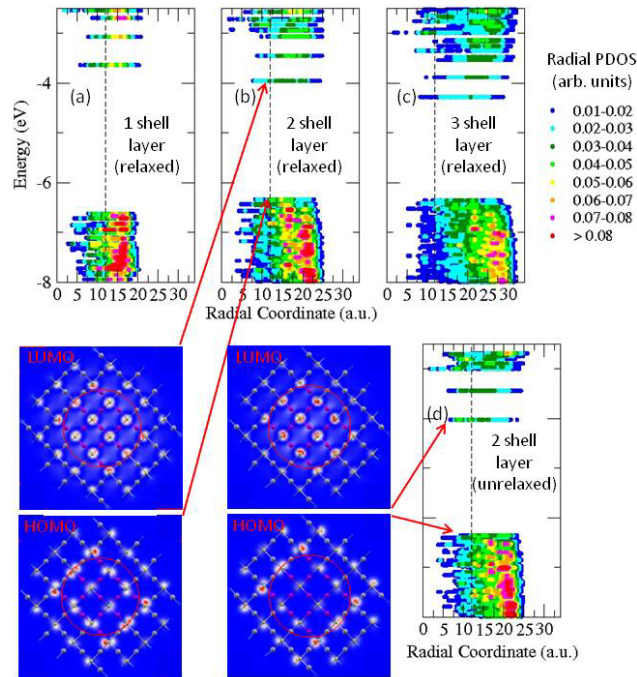 Energy (eV)
-4
-6
-8
(a)
1 shell
layer
(relaxed)
0 5 10 15 20 25 30
(b)
2 shell
layer
(relaxed)
0 5 10 15 20 25 30
(c)
3 shell
layer
(relaxed)
0 5 10 15 20 25 30
Radial Coordinate (a.u.)
Radial PDOS
(arb. units)
0.01-0.02
0.02-0.03
0.03-0.04
0.04-0.05
0.05-0.06
0.06-0.07
0.07-0.08
> 0.08
LUMO
LUMO
HOMO
HOMO
(d)
2 shell
layer
(unrelaxed)
0 5 10 15 20 25 30
Radial Coordinate (a.u.)